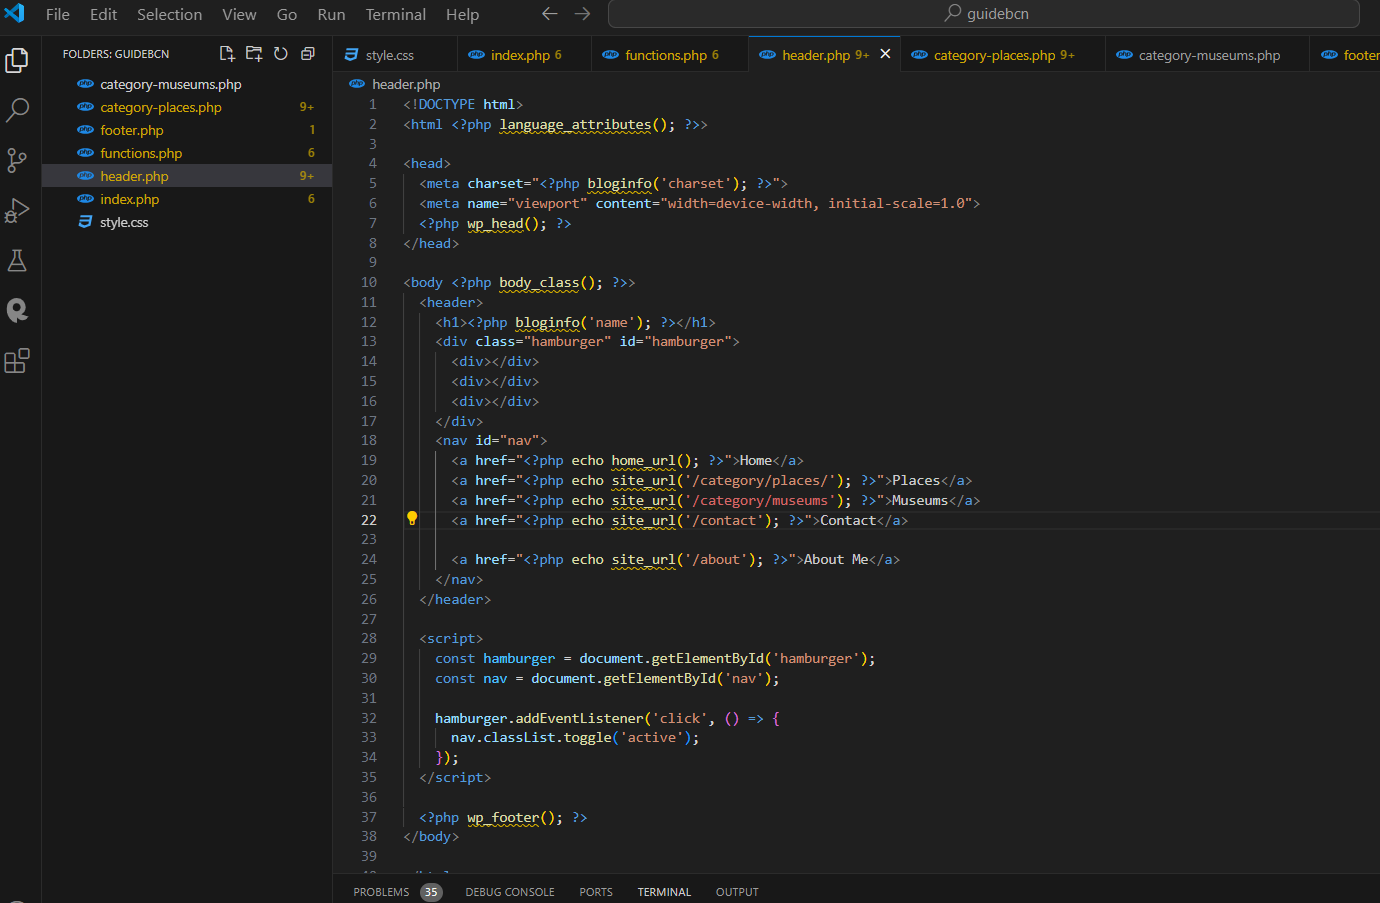 File Edit Selection View Go Run Terminal Help
guidebcn
FOLDERS: GUIDEBCN
category-museums.php
category-places.php 9+
footer.php 1
functions.php 6
header.php 9+
index.php 6
style.css
style.css
index.php 6
functions.php 6
header.php 9+
category-places.php 9+
category-museums.php
footer
header.php
1 <!DOCTYPE html>
2 <html <?php language_attributes(); ?>>
3
4 <head>
5 <meta charset="<?php bloginfo('charset'); ?>">
6 <meta name="viewport" content="width=device-width, initial-scale=1.0">
7 <?php wp_head(); ?>
8 </head>
9
10 <body <?php body_class(); ?>>
11 <header>
12 <h1><?php bloginfo('name'); ?></h1>
13 <div class="hamburger" id="hamburger">
14 <div></div>
15 <div></div>
16 <div></div>
17 </div>
18 <nav id="nav">
19 <a href="<?php echo home_url(); ?>">Home</a>
20 <a href="<?php echo site_url('/category/places/'); ?>">Places</a>
21 <a href="<?php echo site_url('/category/museums'); ?>">Museums</a>
22 <a href="<?php echo site_url('/contact'); ?>">Contact</a>
23
24 <a href="<?php echo site_url('/about'); ?>">About Me</a>
25 </nav>
26 </header>
27
28 <script>
29 const hamburger = document.getElementById('hamburger');
30 const nav = document.getElementById('nav');
31
32 hamburger.addEventListener('click', () => {
33 nav.classList.toggle('active');
34 });
35 </script>
36
37 <?php wp_footer(); ?>
38 </body>
39
PROBLEMS 35 DEBUG CONSOLE PORTS TERMINAL OUTPUT